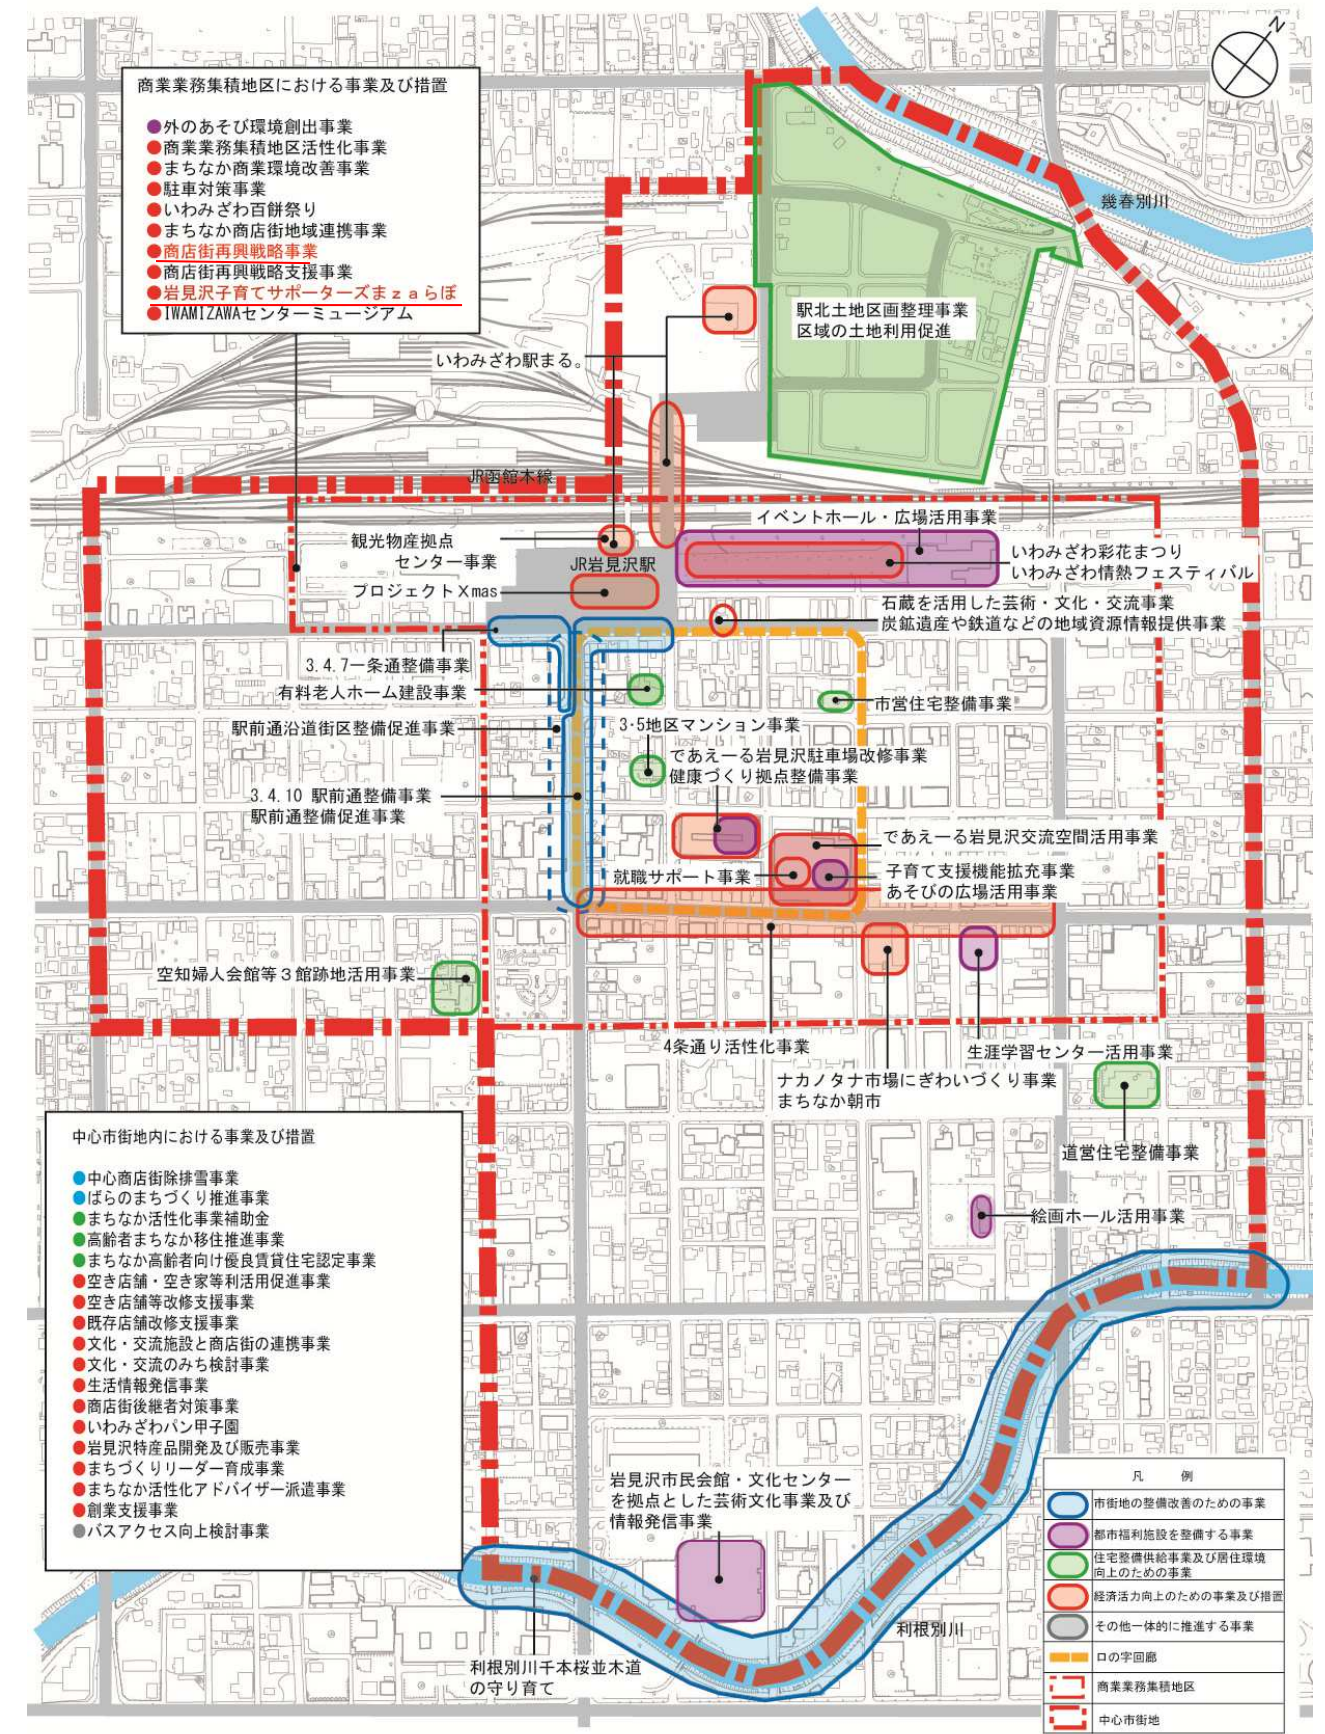 N
商業業務集積地区における事業及び措置
●外のあそび環境創出事業
●商業業務集積地区活性化事業
●まちなか商業環境改善事業
●駐車対策事業
●いわみざわ百餅祭り
●まちなか商店街地域連携事業
●商店街再興戦略事業
●商店街再興戦略支援事業
●岩見沢子育てサポーターズまｚａらぼ
●IWAMIZAWAセンターミュージアム
幾春別川
駅北土地区画整理事業
区域の土地利用促進
いわみざわ駅まる。
JR函館本線
イベントホール・広場活用事業
観光物産拠点
センター事業
いわみざわ彩花まつり
いわみざわ情熱フェスティバル
JR岩見沢駅
プロジェクトXmas
石蔵を活用した芸術・文化・交流事業
炭鉱遺産や鉄道などの地域資源情報提供事業
3.4.7一条通整備事業
有料老人ホーム建設事業
市営住宅整備事業
駅前通沿道街区整備促進事業
3・5地区マンション事業
であえーる岩見沢駐車場改修事業
健康づくり拠点整備事業
3.4.10 駅前通整備事業
駅前通整備促進事業
であえーる岩見沢交流空間活用事業
就職サポート事業
子育て支援機能拡充事業
あそびの広場活用事業
空知婦人会館等３館跡地活用事業
4条通り活性化事業
生涯学習センター活用事業
ナカノタナ市場にぎわいづくり事業
まちなか朝市
道営住宅整備事業
中心市街地内における事業及び措置
●中心商店街除排雪事業
●ばらのまちづくり推進事業
●まちなか活性化事業補助金
●高齢者まちなか移住推進事業
●まちなか高齢者向け優良賃貸住宅認定事業
●空き店舗・空き家等利活用促進事業
●空き店舗等改修支援事業
●既存店舗改修支援事業
●文化・交流施設と商店街の連携事業
●文化・交流のみち検討事業
●生活情報発信事業
●商店街後継者対策事業
●いわみざわパン甲子園
●岩見沢特産品開発及び販売事業
●まちづくりリーダー育成事業
●まちなか活性化アドバイザー派遣事業
●創業支援事業
●バスアクセス向上検討事業
絵画ホール活用事業
岩見沢市民会館・文化センター
を拠点とした芸術文化事業及び
情報発信事業
利根別川
利根別川千本桜並木道
の守り育て
凡　例
市街地の整備改善のための事業
都市福利施設を整備する事業
住宅整備供給事業及び居住環境
向上のための事業
経済活力向上のための事業及び措置
その他一体的に推進する事業
ロの字回廊
商業業務集積地区
中心市街地